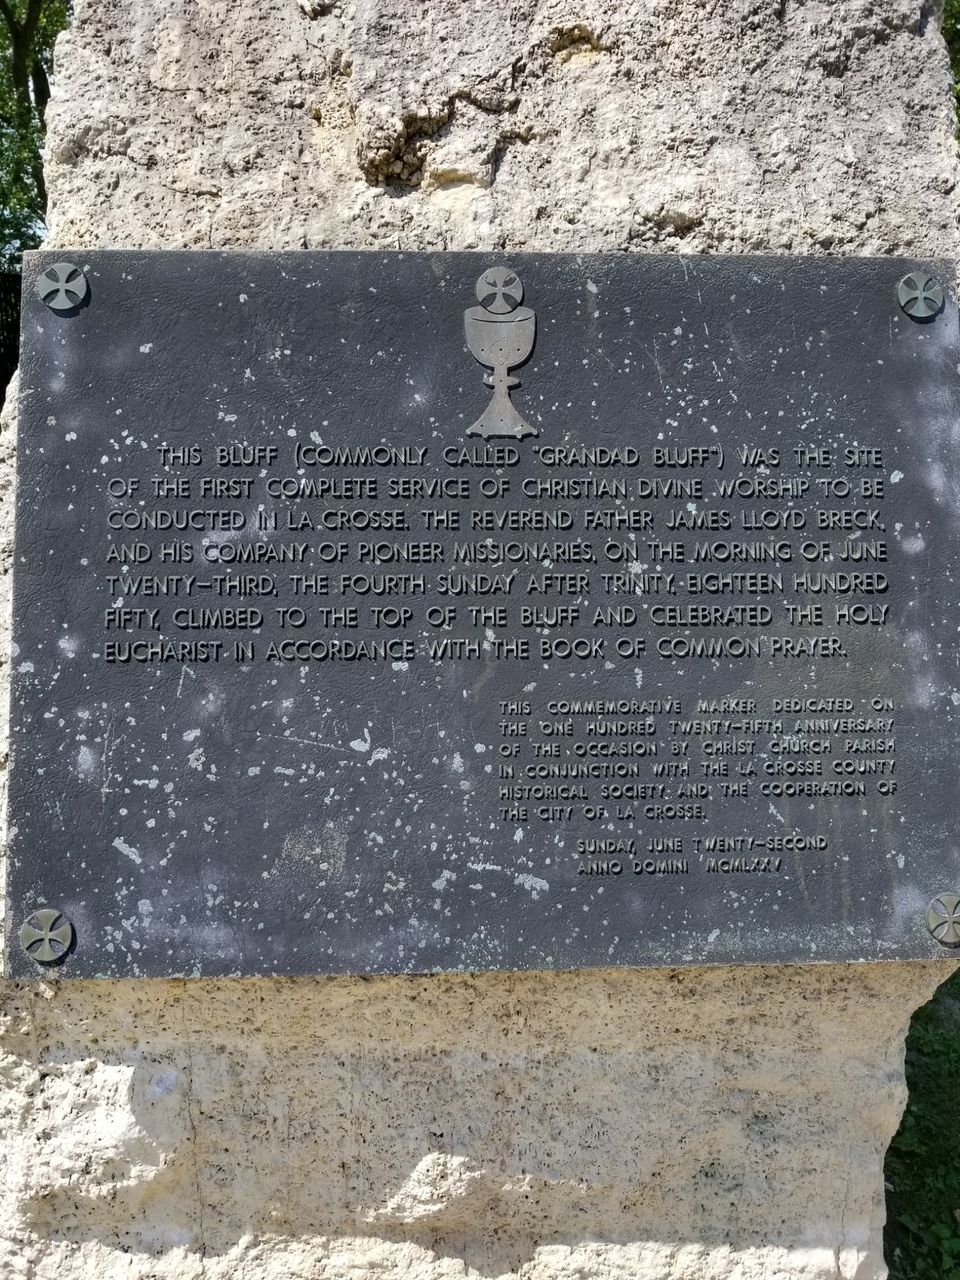 THIS BLUFF (COMMONLY CALLED "GRANDAD BLUFF") WAS THE SITE
OF THE FIRST COMPLETE SERVICE OF CHRISTIAN DIVINE WORSHIP TO BE
CONDUCTED IN LA CROSSE. THE REVEREND FATHER JAMES LLOYD BRECK,
AND HIS COMPANY OF PIONEER MISSIONARIES, ON THE MORNING OF JUNE
TWENTY-THIRD, THE FOURTH SUNDAY AFTER TRINITY, EIGHTEEN HUNDRED
FIFTY, CLIMBED TO THE TOP OF THE BLUFF AND CELEBRATED THE HOLY
EUCHARIST IN ACCORDANCE WITH THE BOOK OF COMMON PRAYER.
THIS COMMEMORATIVE MARKER DEDICATED ON
THE ONE HUNDRED TWENTY-FIFTH ANNIVERSARY
OF THE OCCASION BY CHRIST CHURCH PARISH
IN CONJUNCTION WITH THE LA CROSSE COUNTY
HISTORICAL SOCIETY AND THE COOPERATION OF
THE CITY OF LA CROSSE.
SUNDAY, JUNE TWENTY-SECOND
ANNO DOMINI MCMLXXV